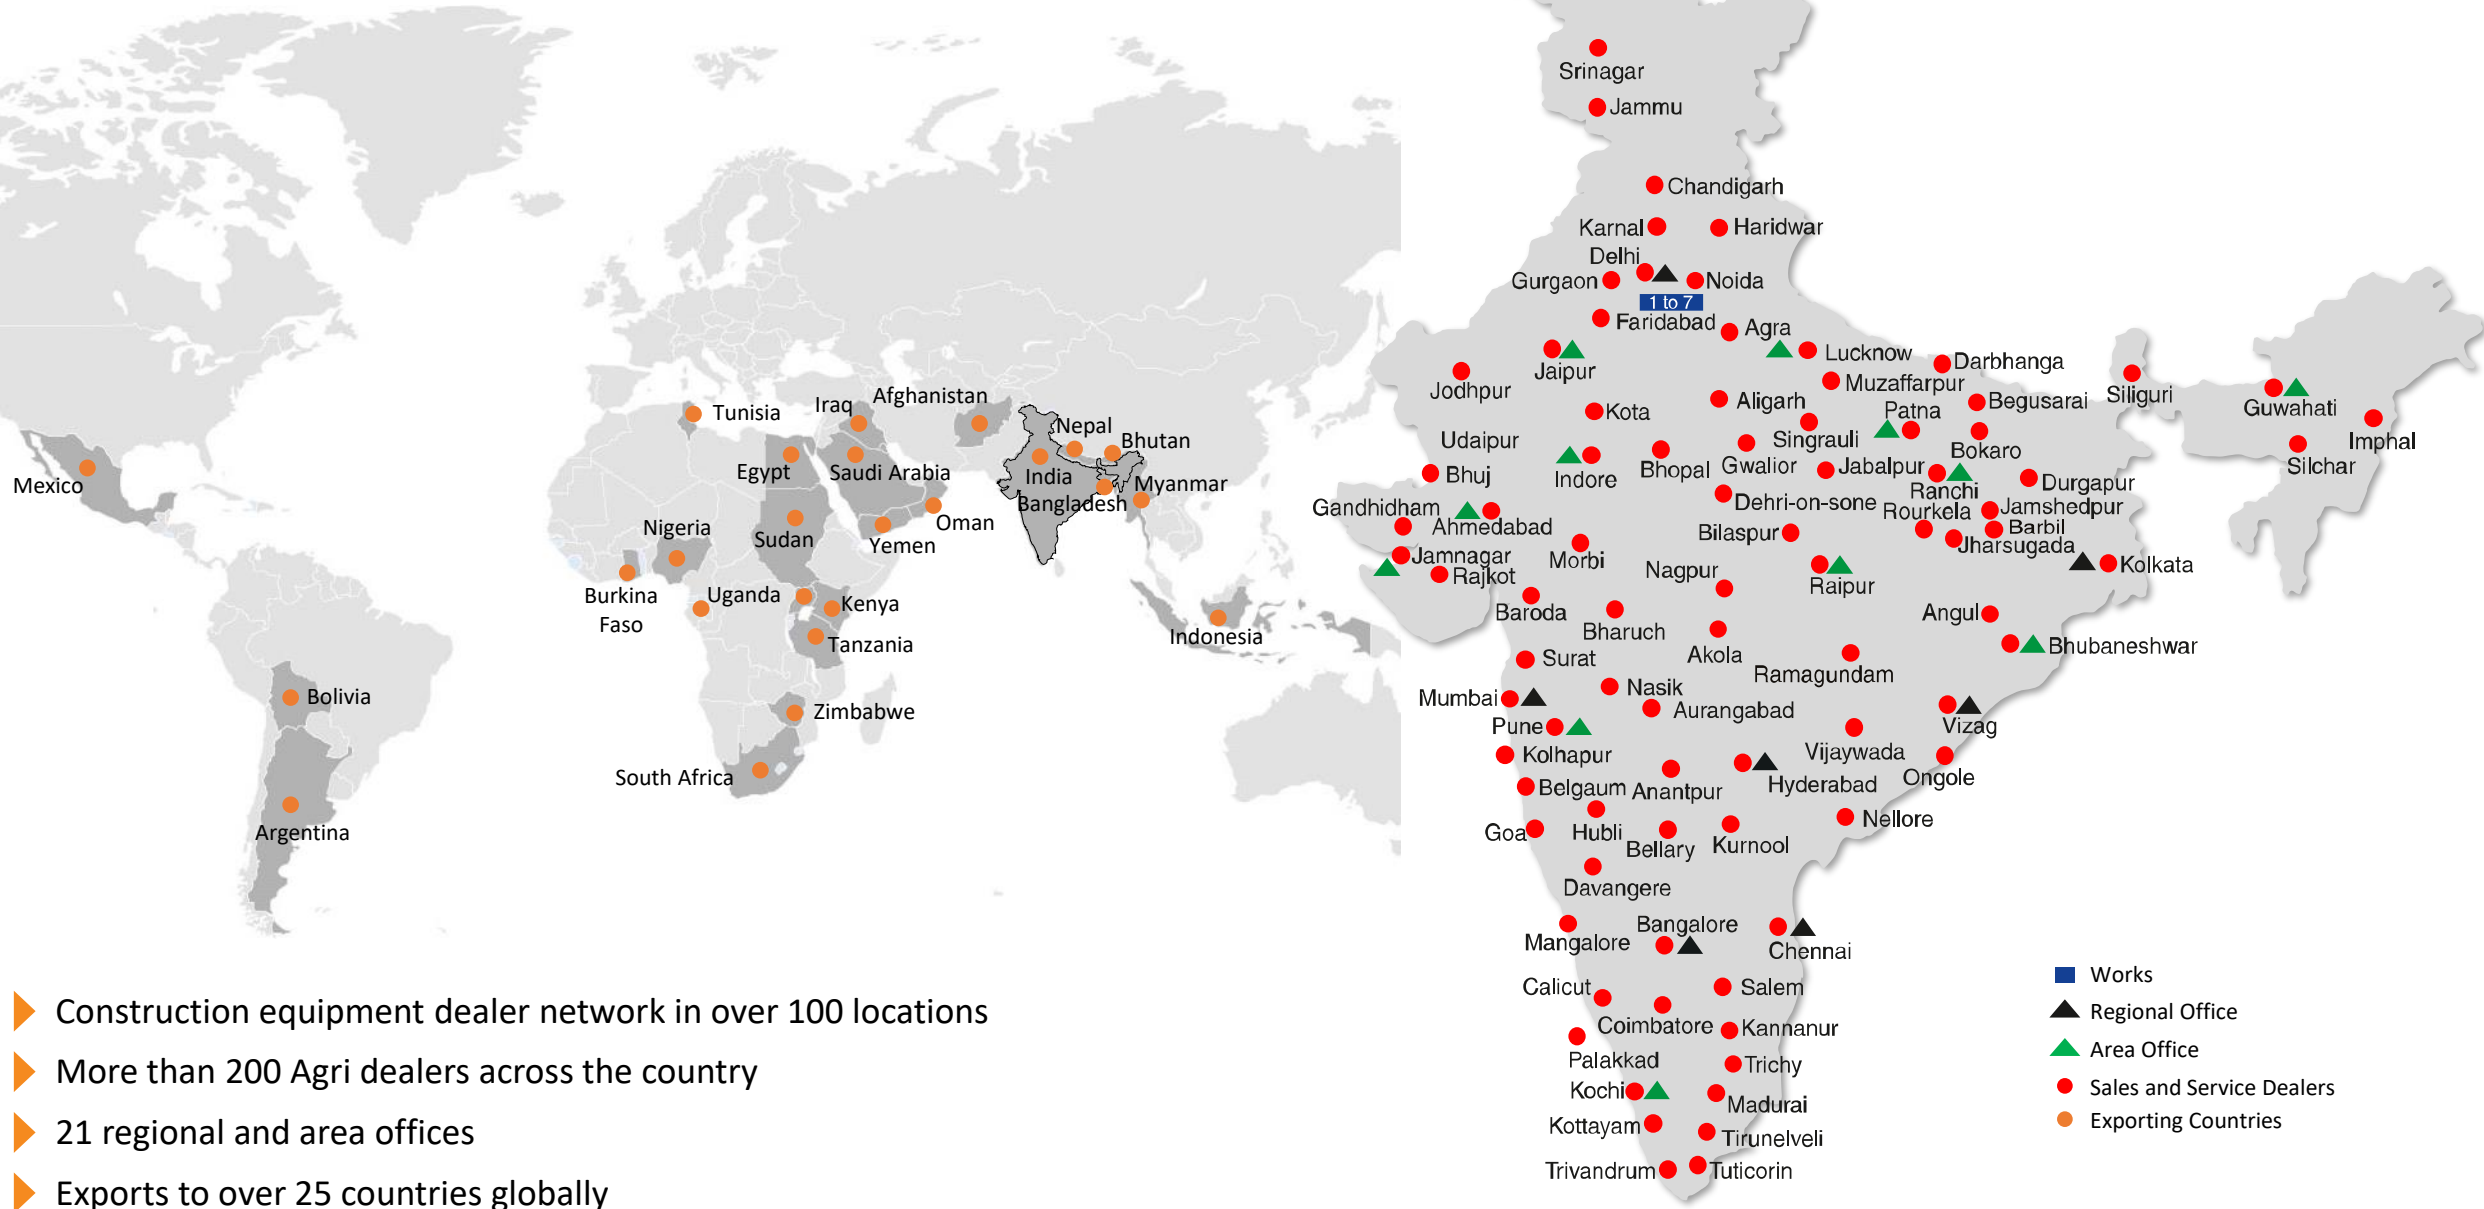 Mexico
Bolivia
Argentina
Tunisia
Iraq
Afghanistan
Egypt
Saudi Arabia
Nigeria
Sudan
Oman
Yemen
Burkina
Faso
Uganda
Kenya
Tanzania
Zimbabwe
South Africa
Nepal
Bhutan
India
Bangladesh
Myanmar
Indonesia
Construction equipment dealer network in over 100 locations
More than 200 Agri dealers across the country
21 regional and area offices
Exports to over 25 countries globally
Srinagar
Jammu
Chandigarh
Karnal
Haridwar
Delhi
Gurgaon
Noida
1 to 7
Faridabad
Agra
Jaipur
Lucknow
Darbhanga
Jodhpur
Muzaffarpur
Siliguri
Guwahati
Kota
Aligarh
Patna
Begusarai
Imphal
Udaipur
Singrauli
Bokaro
Silchar
Bhuj
Indore
Bhopal
Gwalior
Jabalpur
Ranchi
Durgapur
Gandhidham
Ahmedabad
Dehri-on-sone
Rourkela
Jamshedpur
Barbil
Bilaspur
Jharsugada
Jamnagar
Morbi
Kolkata
Rajkot
Nagpur
Raipur
Baroda
Bharuch
Angul
Surat
Akola
Ramagundam
Bhubaneshwar
Mumbai
Nasik
Aurangabad
Pune
Vizag
Kolhapur
Vijaywada
Belgaum
Anantpur
Hyderabad
Ongole
Goa
Hubli
Bellary
Kurnool
Nellore
Davangere
Mangalore
Bangalore
Chennai
Calicut
Salem
Coimbatore
Kannanur
Palakkad
Trichy
Kochi
Madurai
Kottayam
Tirunelveli
Trivandrum
Tuticorin
Works
Regional Office
Area Office
Sales and Service Dealers
Exporting Countries